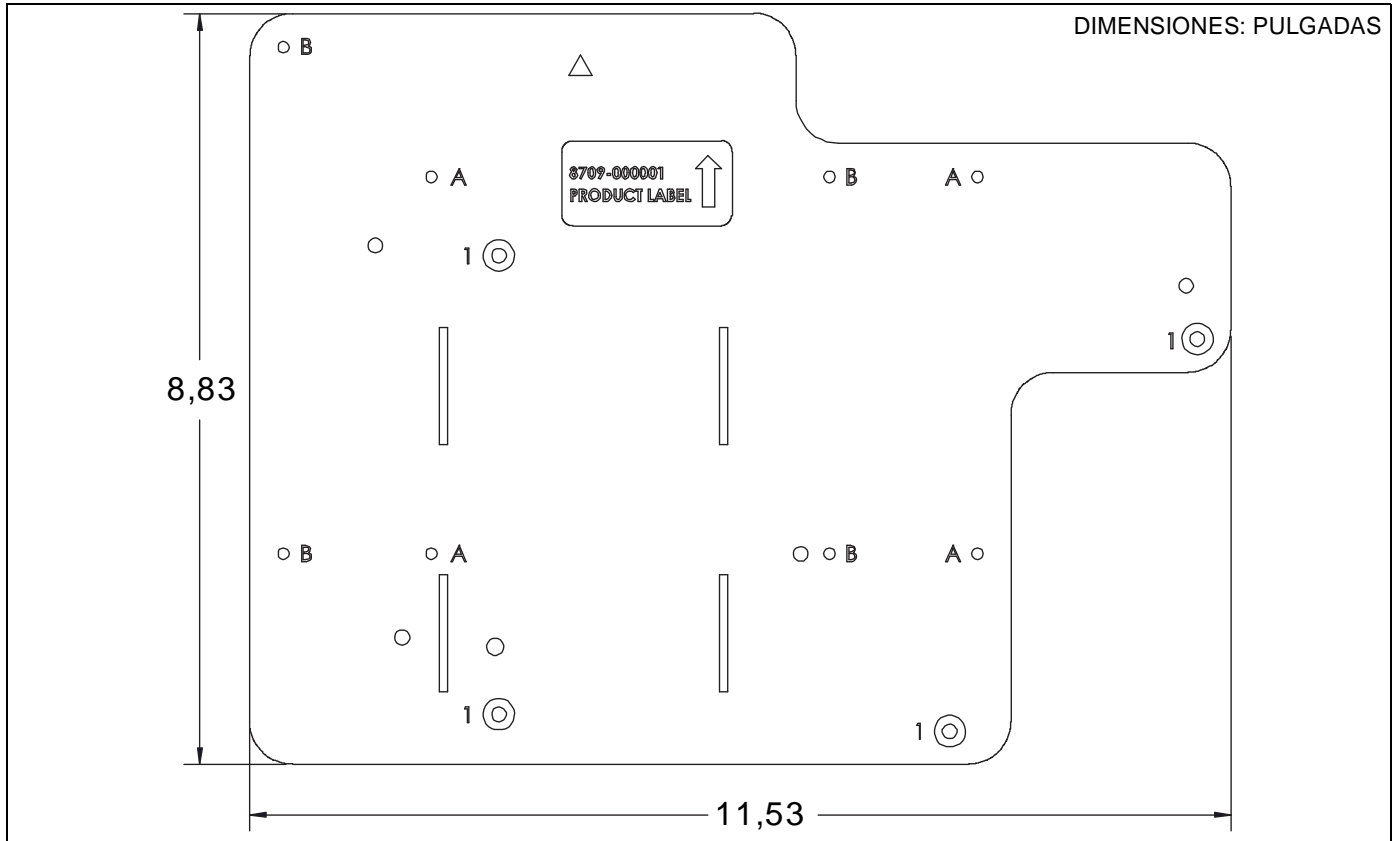 DIMENSIONES: PULGADAS
B
8709-000001
PRODUCT LABEL
A
B
A
1
1
8,83
B
A
B
A
1
1
11,53